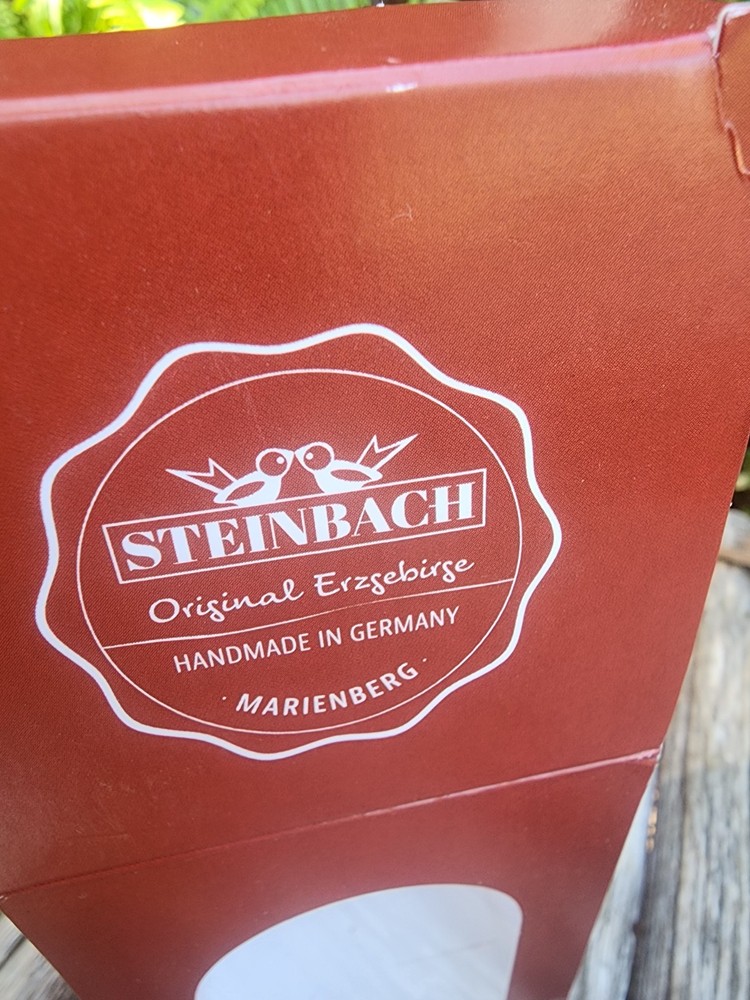 STEINBACH
Original Erzgebirge
HANDMADE IN GERMANY
· MARIENBERG ·